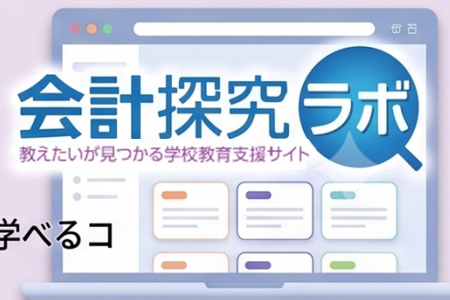 会計探究ラボ
教えたいが見つかる学校教育支援サイト
学べるコ